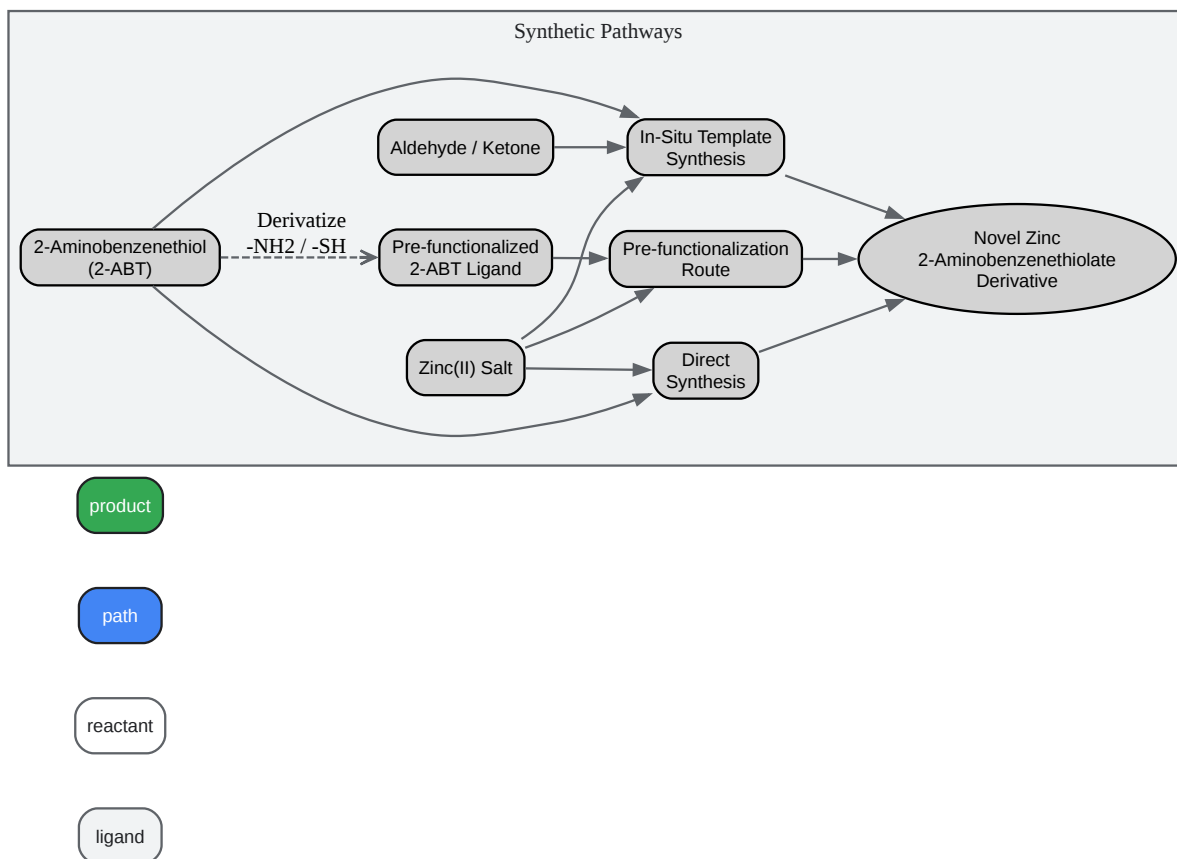 Synthetic Pathways
In-Situ Template
Synthesis
Aldehyde / Ketone
Derivatize
-NH2 / -SH
2-Aminobenzenethiol
(2-ABT)
Pre-functionalized
2-ABT Ligand
Pre-functionalization
Route
Novel Zinc
2-Aminobenzenethiolate
Derivative
Zinc(II) Salt
Direct
Synthesis
product
path
reactant
ligand